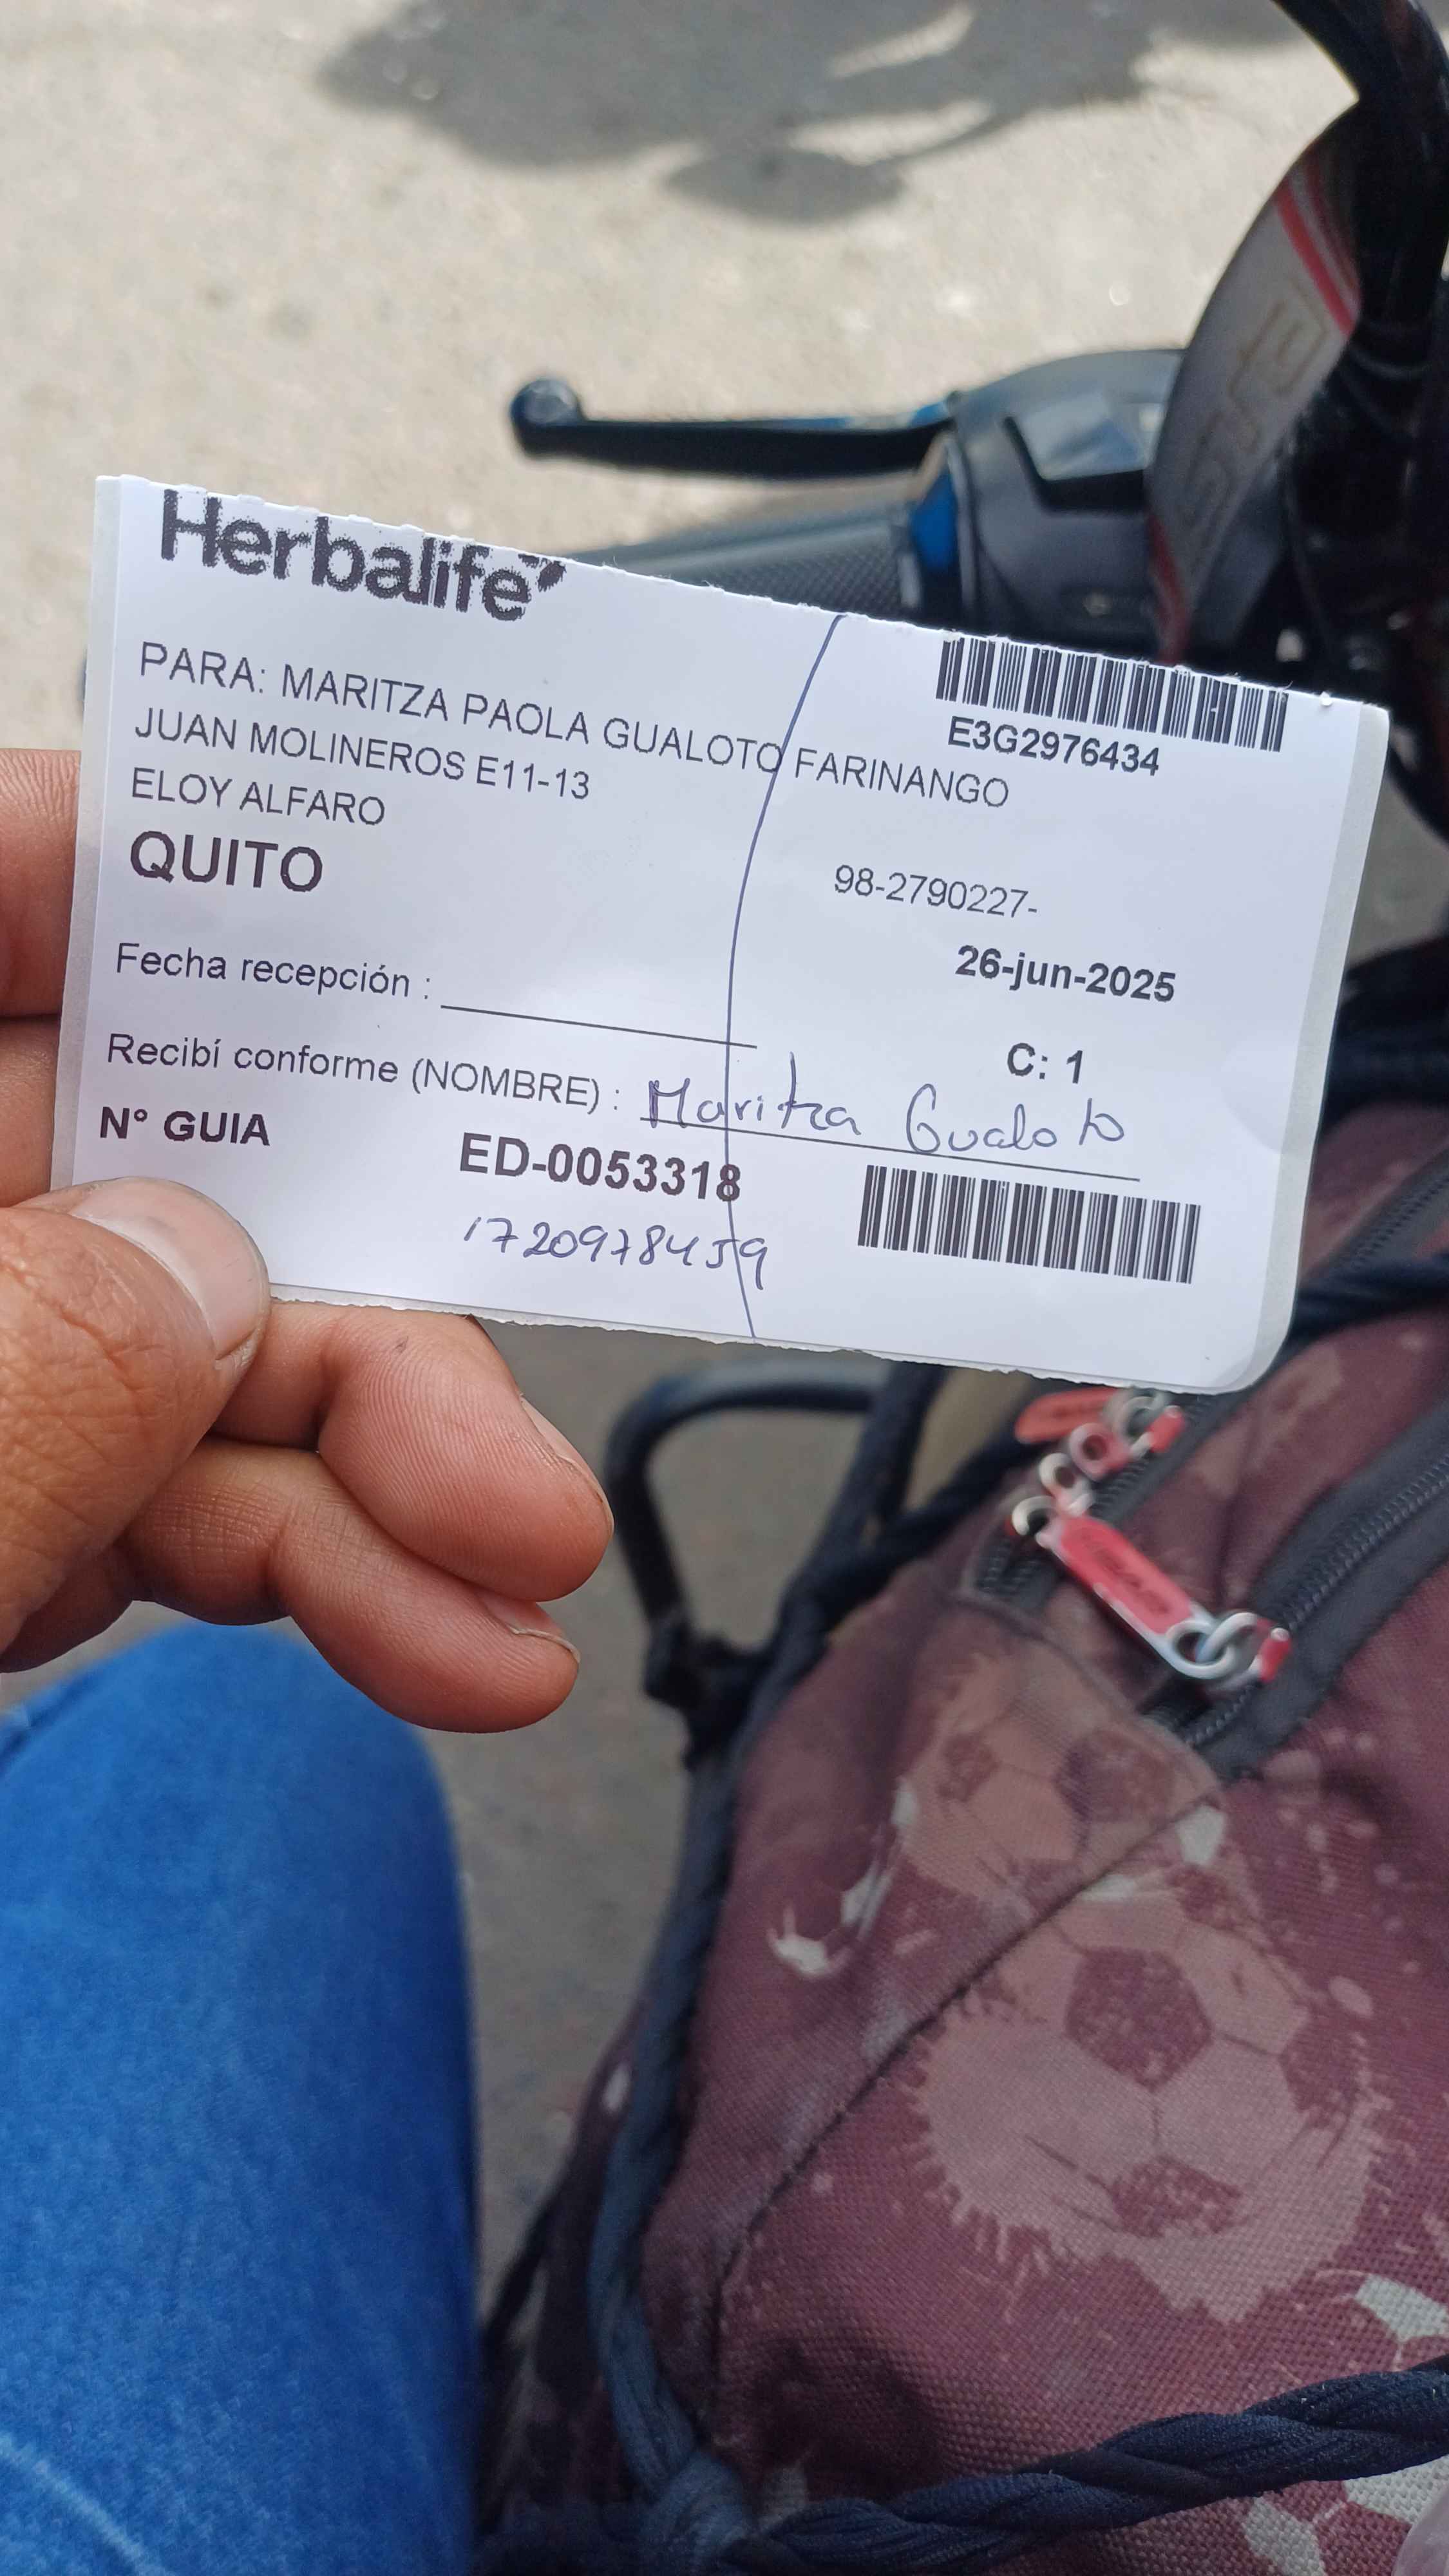 Herbalife
E3G2976434
PARA: MARITZA PAOLA GUALOTO FARINANGO
JUAN MOLINEROS E11-13
ELOY ALFARO
QUITO
98-2790227-
26-jun-2025
Fecha recepción :
C: 1
Recibí conforme (NOMBRE) : Maritza Gualoto
N° GUIA ED-0053318
1720978459